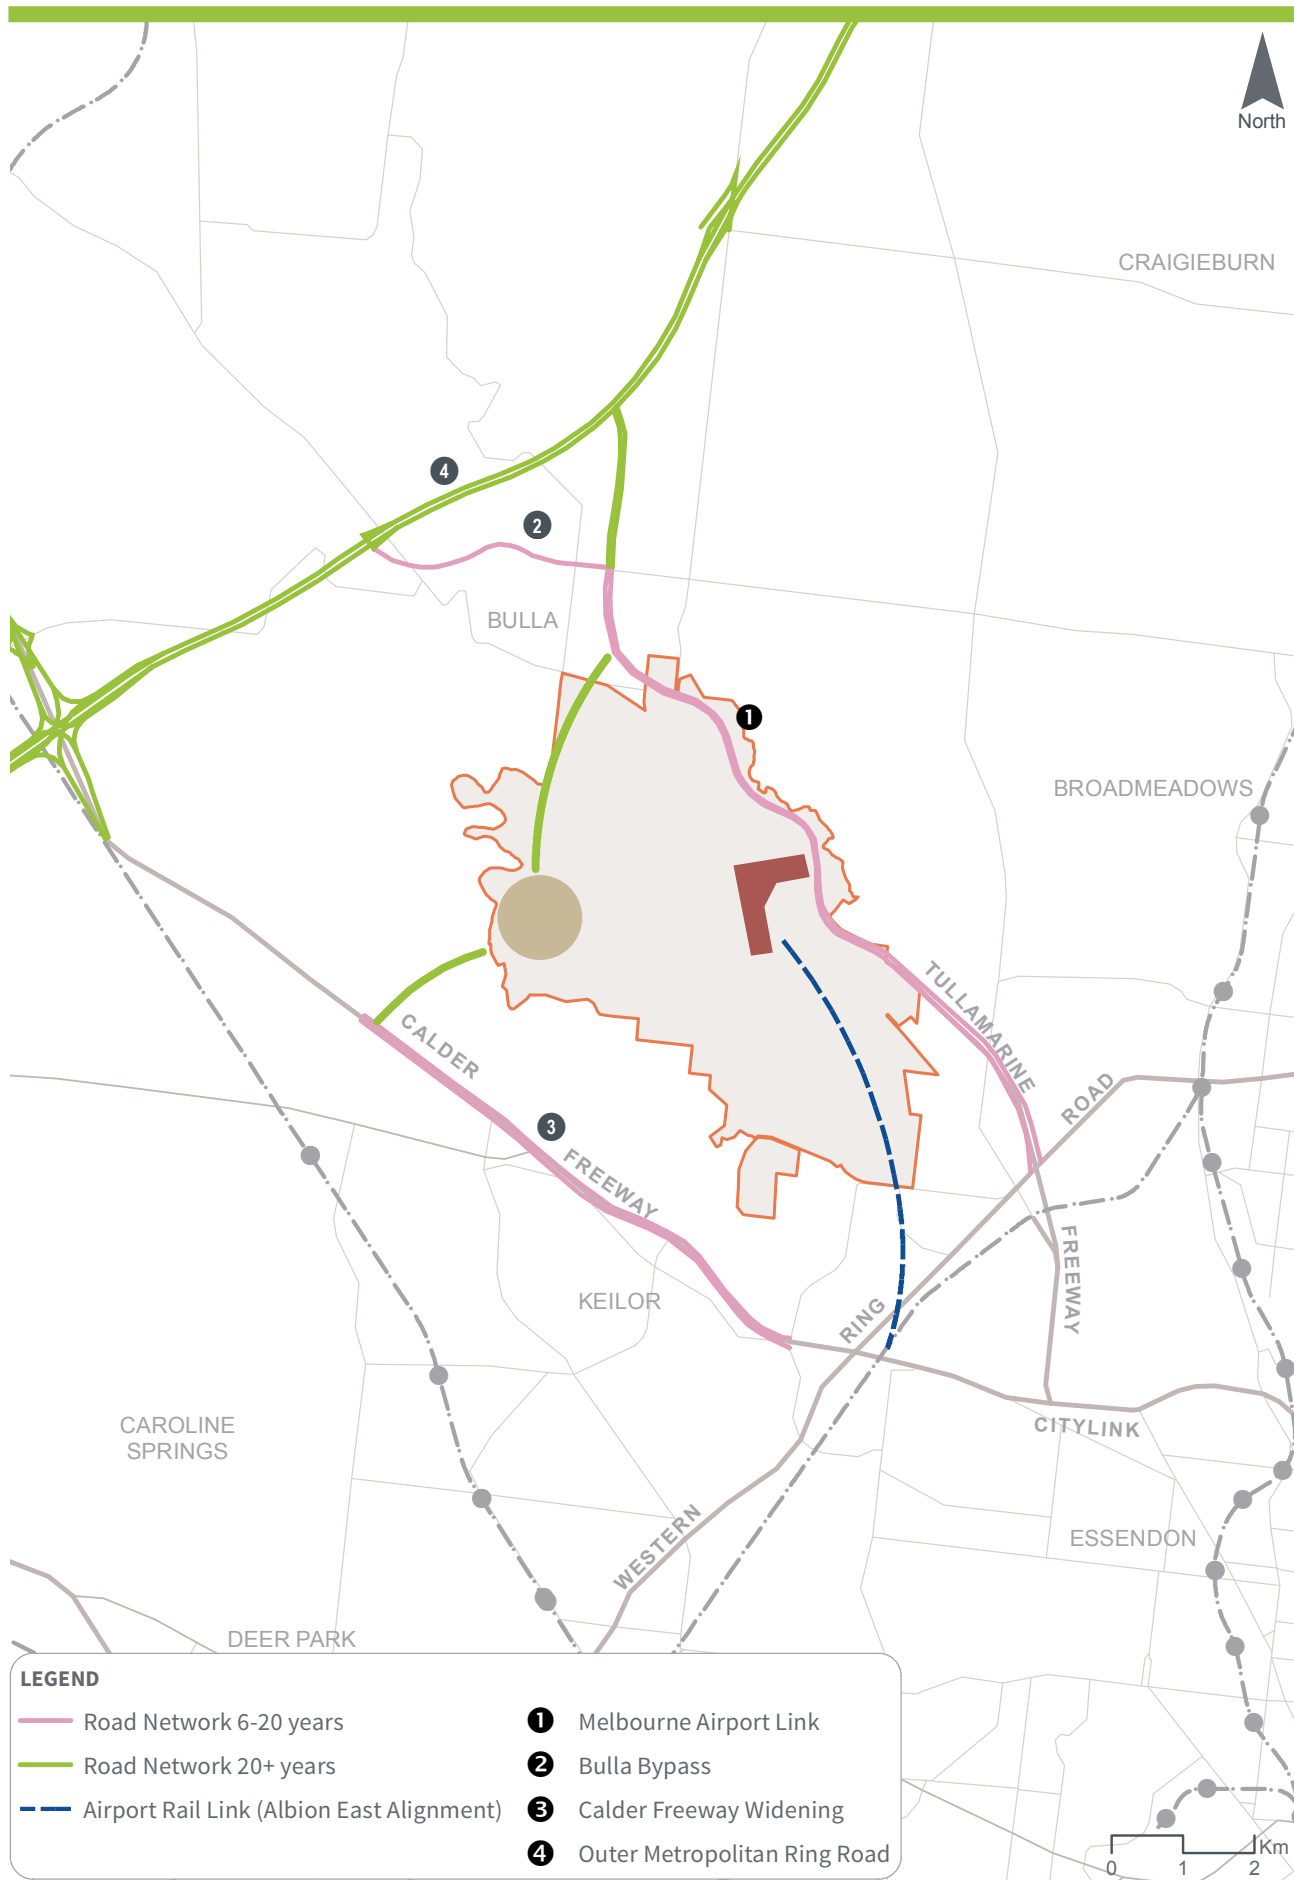 North
CRAIGIEBURN
4
2
BULLA
1
BROADMEADOWS
TULLAMARINE
CALDER
ROAD
3
FREEWAY
FREEWAY
KEILOR
RING
CAROLINE
SPRINGS
CITYLINK
WESTERN
ESSENDON
DEER PARK
LEGEND
Road Network 6-20 years
Road Network 20+ years
Airport Rail Link (Albion East Alignment)
1 Melbourne Airport Link
2 Bulla Bypass
3 Calder Freeway Widening
4 Outer Metropolitan Ring Road
Km
0 1 2